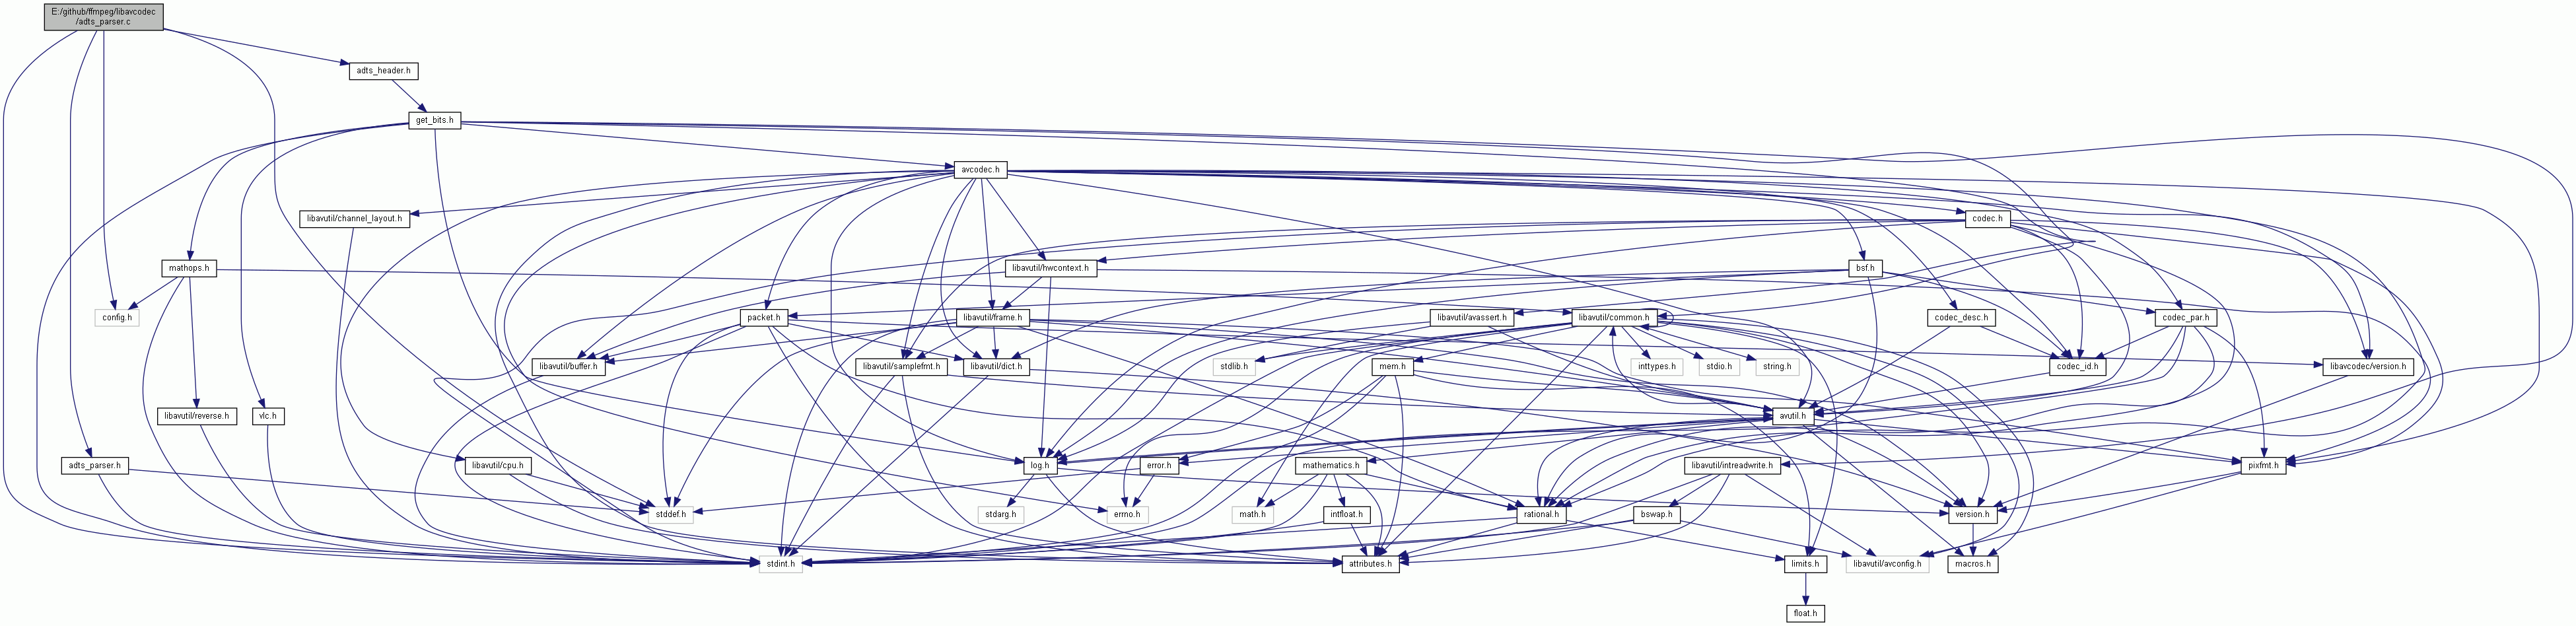 E:/github/ffmpeg/libavcodec
/adts_parser.c
adts_header.h
get_bits.h
avcodec.h
libavutil/channel_layout.h
codec.h
mathops.h
libavutil/hwcontext.h
bsf.h
config.h
packet.h
libavutil/frame.h
libavutil/avassert.h
libavutil/common.h
codec_desc.h
codec_par.h
libavutil/buffer.h
libavutil/samplefmt.h
libavutil/dict.h
stdlib.h
mem.h
inttypes.h
stdio.h
string.h
codec_id.h
libavcodec/version.h
libavutil/reverse.h
vlc.h
avutil.h
adts_parser.h
libavutil/cpu.h
log.h
error.h
mathematics.h
libavutil/intreadwrite.h
pixfmt.h
stddef.h
stdarg.h
errno.h
math.h
intfloat.h
rational.h
bswap.h
version.h
stdint.h
attributes.h
limits.h
libavutil/avconfig.h
macros.h
float.h